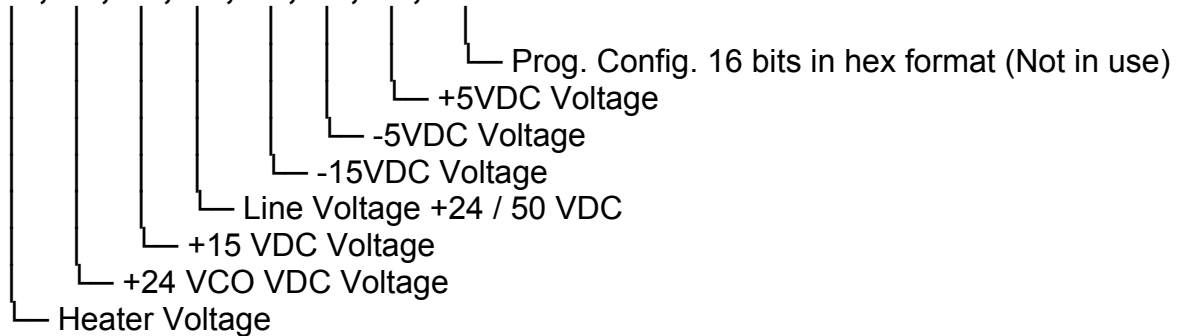 Prog. Config. 16 bits in hex format (Not in use)
+5VDC Voltage
-5VDC Voltage
-15VDC Voltage
Line Voltage +24 / 50 VDC
+15 VDC Voltage
+24 VCO VDC Voltage
Heater Voltage